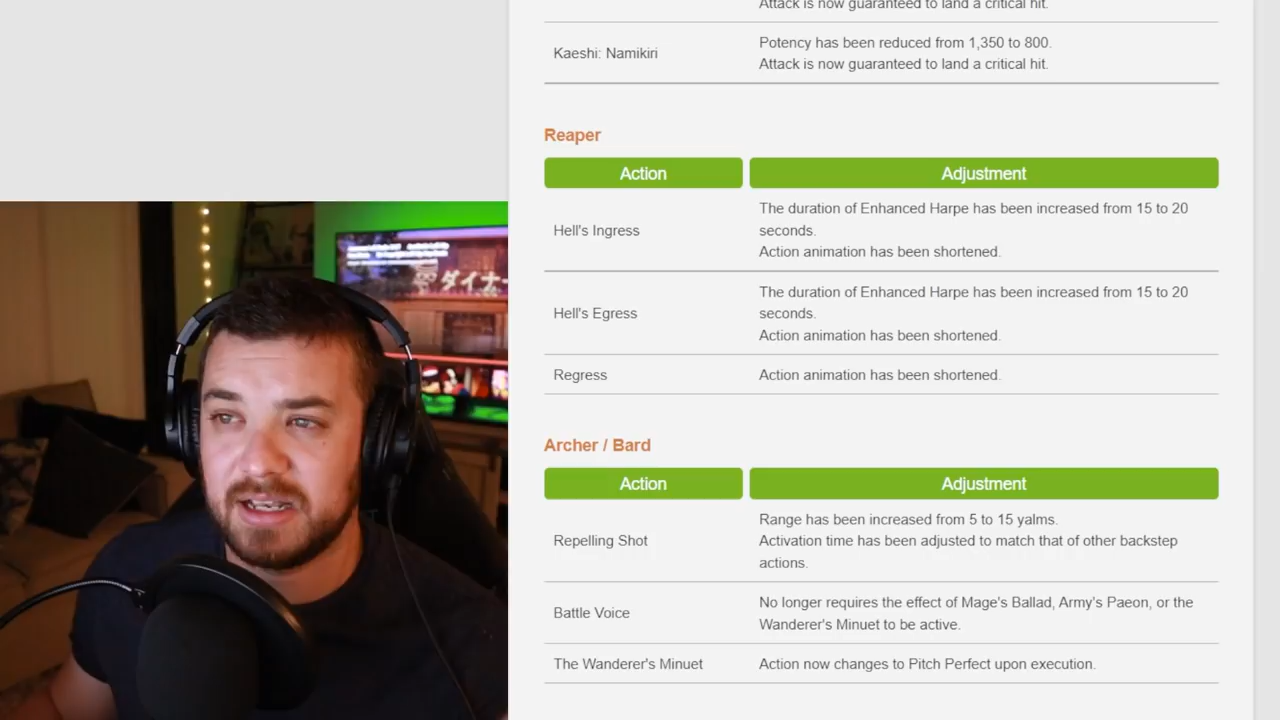 Attack is now guaranteed to land a critical hit.
Kaeshi: Namikiri
Potency has been reduced from 1,350 to 800.
Attack is now guaranteed to land a critical hit.
Reaper
Action
Adjustment
Hell's Ingress
The duration of Enhanced Harpe has been increased from 15 to 20
seconds.
Action animation has been shortened.
Hell's Egress
The duration of Enhanced Harpe has been increased from 15 to 20
seconds.
Action animation has been shortened.
Regress
Action animation has been shortened.
Archer / Bard
Action
Adjustment
Repelling Shot
Range has been increased from 5 to 15 yalms.
Activation time has been adjusted to match that of other backstep
actions.
Battle Voice
No longer requires the effect of Mage's Ballad, Army's Paeon, or the
Wanderer's Minuet to be active.
The Wanderer's Minuet
Action now changes to Pitch Perfect upon execution.
ダイナ